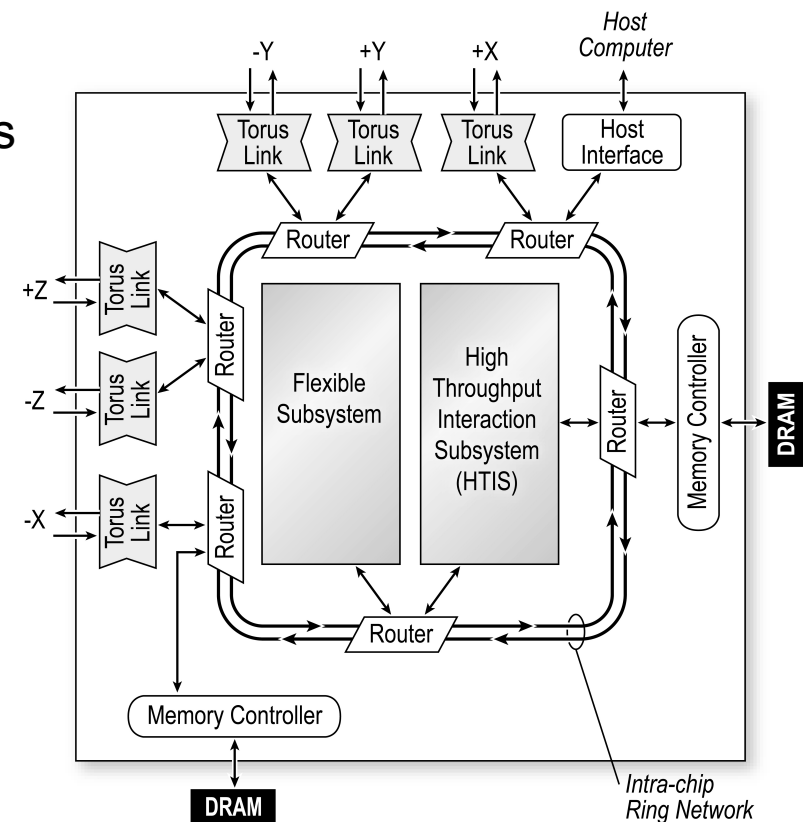 Host
Computer
-Y
+Y
+X
s
Torus
Link
Torus
Link
Torus
Link
Host
Interface
Router
Router
+Z
Torus
Link
Router
-Z
Torus
Link
Flexible
Subsystem
High
Throughput
Interaction
Subsystem
(HTIS)
Router
Memory Controller
DRAM
-X
Torus
Link
Router
Router
Memory Controller
DRAM
Intra-chip
Ring Network